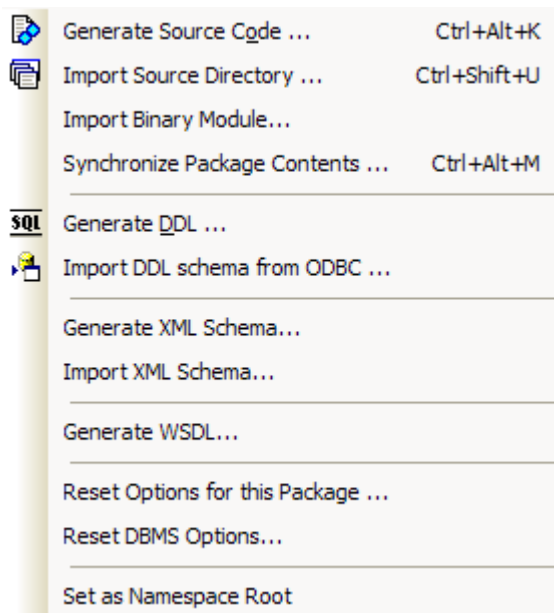 Generate Source Code ... Ctrl+Alt+K
Import Source Directory ... Ctrl+Shift+U
Import Binary Module...
Synchronize Package Contents ... Ctrl+Alt+M
SQL Generate DDL ...
Import DDL schema from ODBC ...
Generate XML Schema...
Import XML Schema...
Generate WSDL...
Reset Options for this Package ...
Reset DBMS Options...
Set as Namespace Root